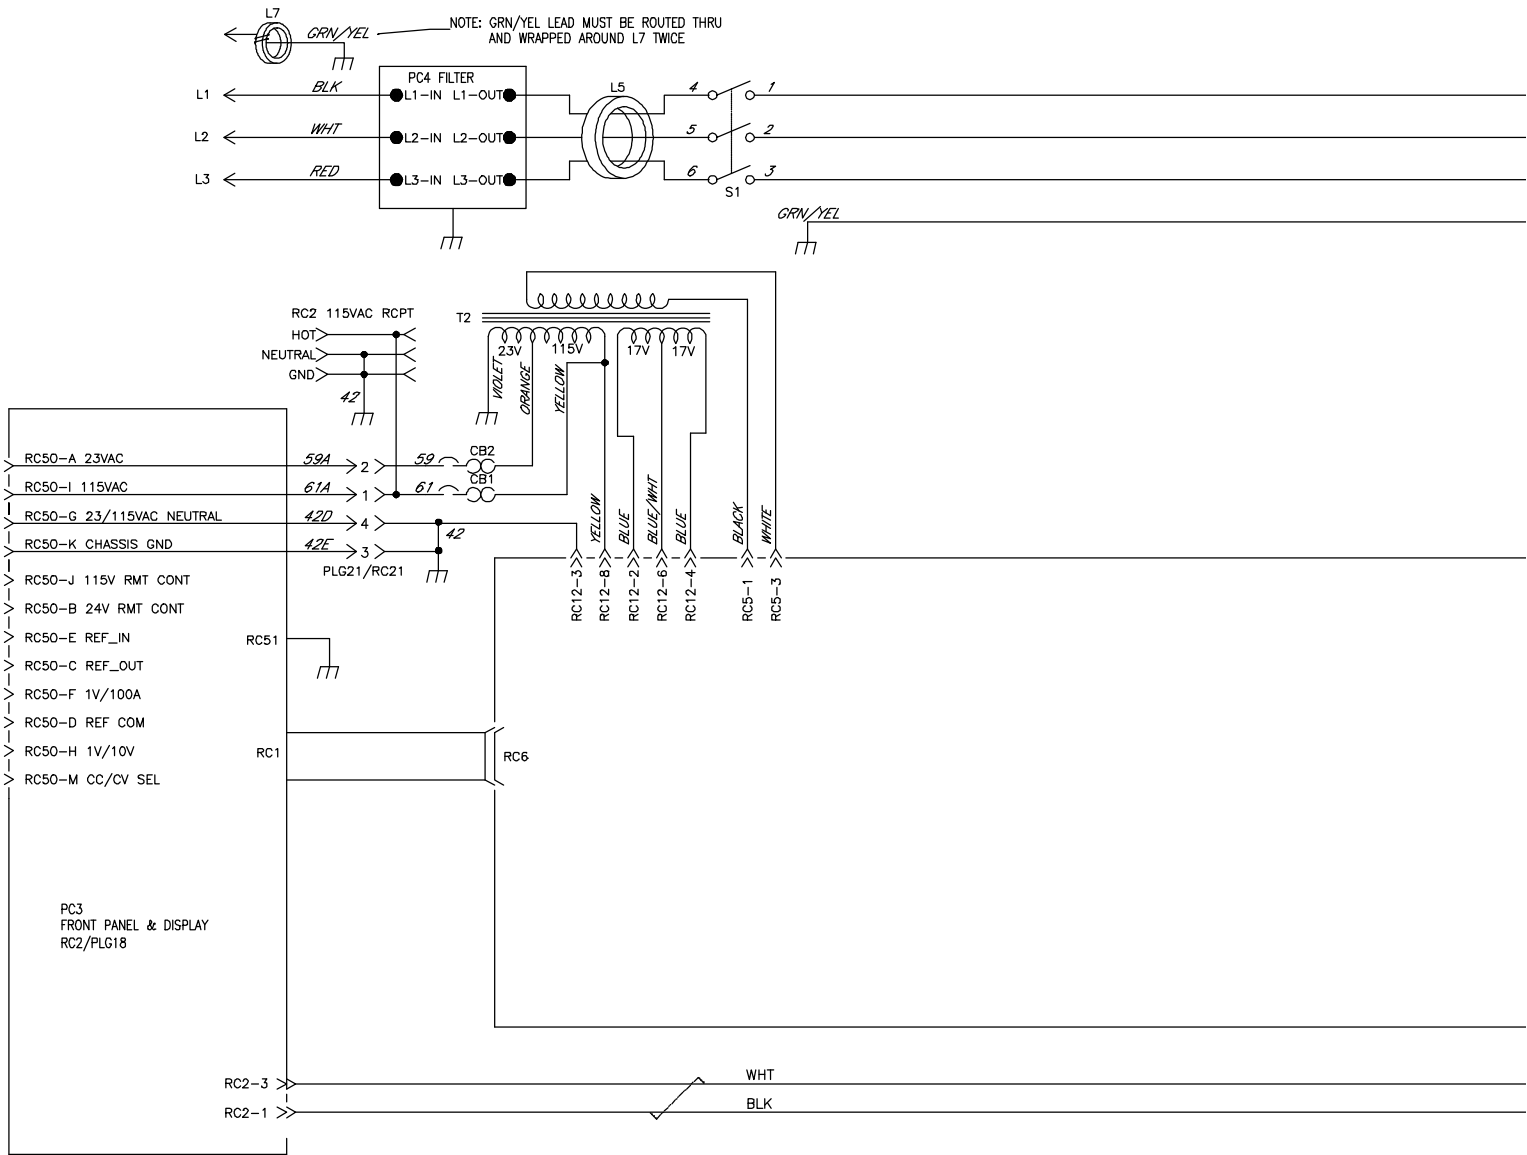 L7
GRN/YEL
NOTE: GRN/YEL LEAD MUST BE ROUTED THRU
AND WRAPPED AROUND L7 TWICE
PC4 FILTER
L1
BLK
L1-IN L1-OUT
L5
4
1
L2
WHT
L2-IN L2-OUT
5
2
L3
RED
L3-IN L3-OUT
6
3
S1
GRN/YEL
RC2 115VAC RCPT
HOT
NEUTRAL
GND
42
T2
23V
115V
17V
17V
VIOLET
ORANGE
YELLOW
RC50-A 23VAC
59A
2
59
CB2
RC50-I 115VAC
61A
1
61
CB1
RC50-G 23/115VAC NEUTRAL
42D
4
42
RC50-K CHASSIS GND
42E
3
PLG21/RC21
YELLOW
BLUE
BLUE/WHT
BLUE
BLACK
WHITE
RC12-3
RC12-8
RC12-2
RC12-6
RC12-4
RC5-1
RC5-3
RC50-J 115V RMT CONT
RC50-B 24V RMT CONT
RC50-E REF_IN
RC51
RC50-C REF_OUT
RC50-F 1V/100A
RC50-D REF COM
RC50-H 1V/10V
RC1
RC6
RC50-M CC/CV SEL
PC3
FRONT PANEL & DISPLAY
RC2/PLG18
RC2-3
WHT
RC2-1
BLK